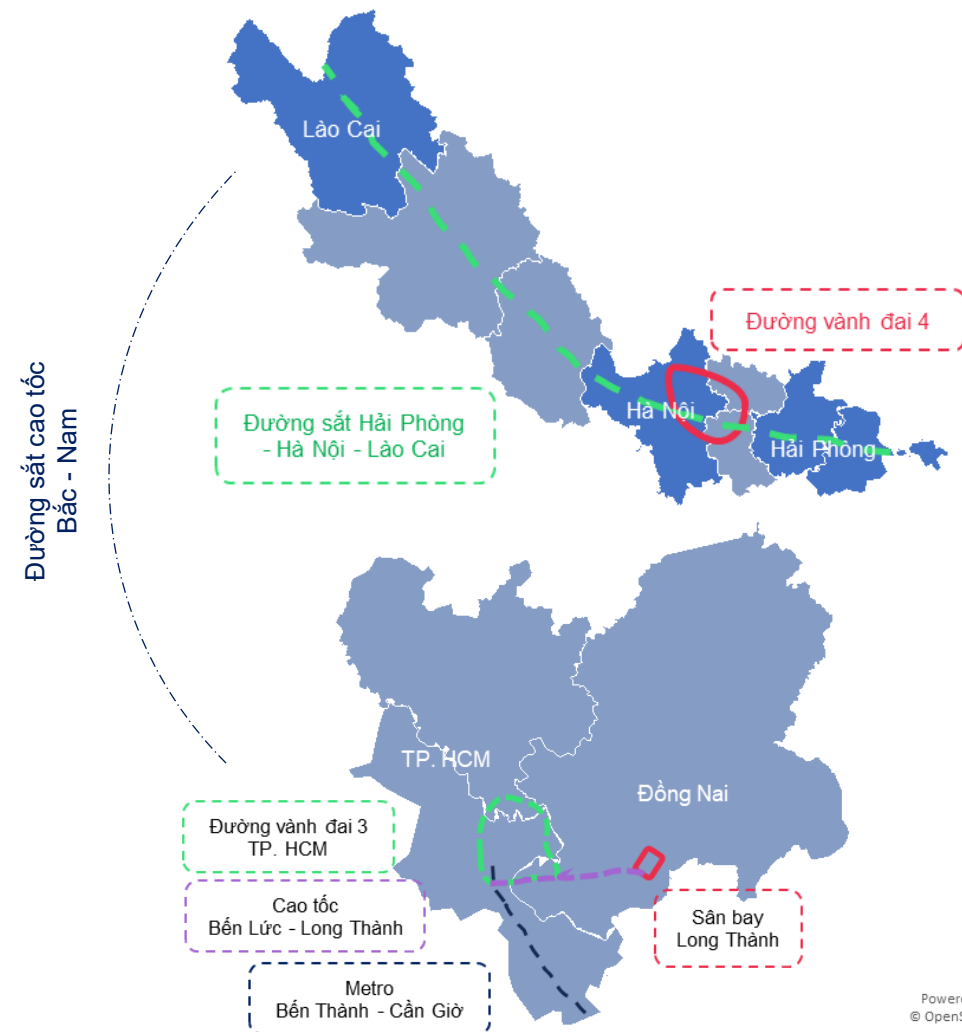 Lào Cai
Đường sắt cao tốc
Bắc - Nam
Đường vành đai 4
Đường sắt Hải Phòng
- Hà Nội - Lào Cai
Hà Nội
Hải Phòng
TP. HCM
Đồng Nai
Đường vành đai 3
TP. HCM
Cao tốc
Bến Lức - Long Thành
Sân bay
Long Thành
Metro
Bến Thành - Cần Giờ
Powere
© OpenS